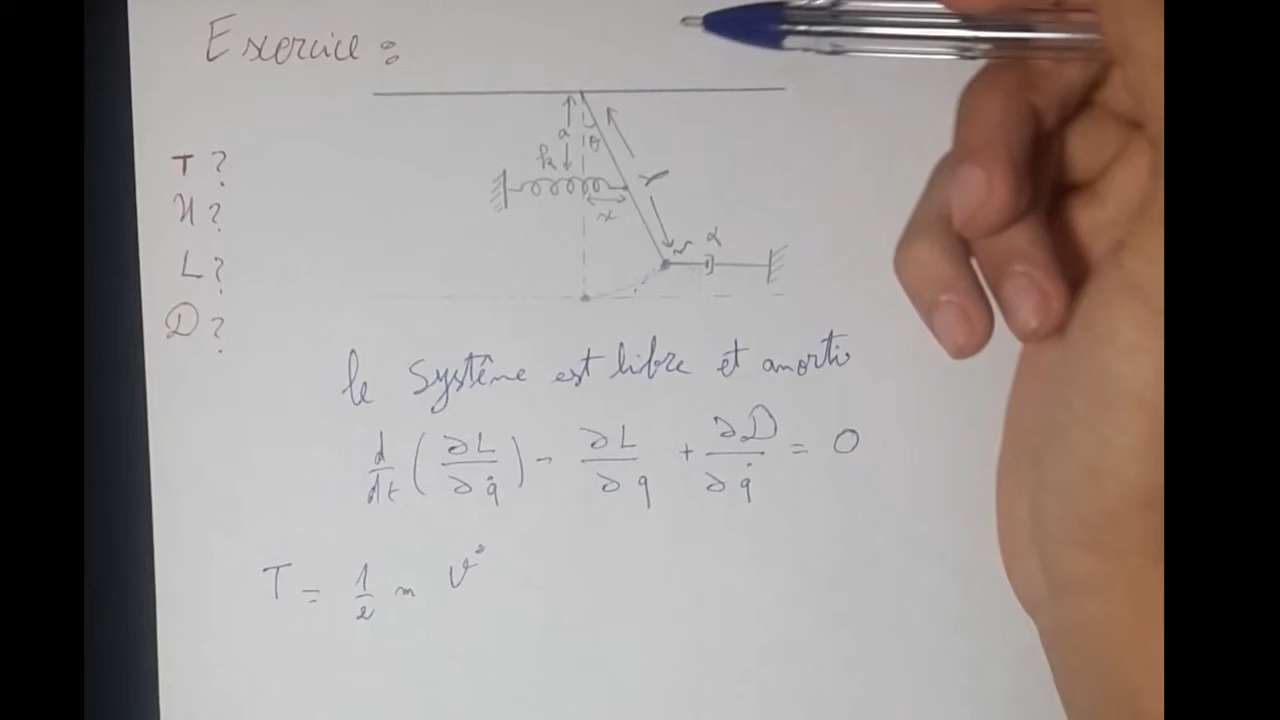 Exercice :
T ?
U ?
L ?
D ?
a
θ
k
x
l
m
α
le système est libre et amorti
d/dt (∂L/∂q̇) - ∂L/∂q + ∂D/∂q̇ = 0
T = 1/2 m v²